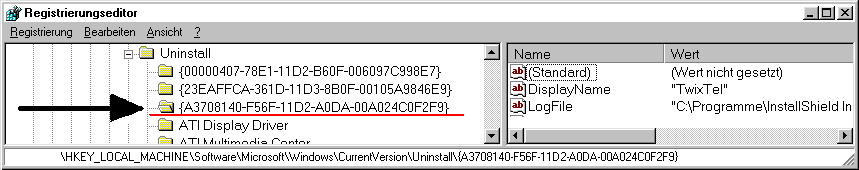 Registrierungseditor
Registrierung Bearbeiten Ansicht ?
Uninstall
{00000407-78E1-11D2-B60F-006097C998E7}
{23EAFFCA-361D-11D3-8B0F-00105A9846E9}
{A3708140-F56F-11D2-A0DA-00A024C0F2F9}
ATI Display Driver
ATI Multimedia Center
Name Wert
(Standard) (Wert nicht gesetzt)
DisplayName "TwixTel"
LogFile "C:\Programme\InstallShield In
\HKEY_LOCAL_MACHINE\Software\Microsoft\Windows\CurrentVersion\Uninstall\{A3708140-F56F-11D2-A0DA-00A024C0F2F9}